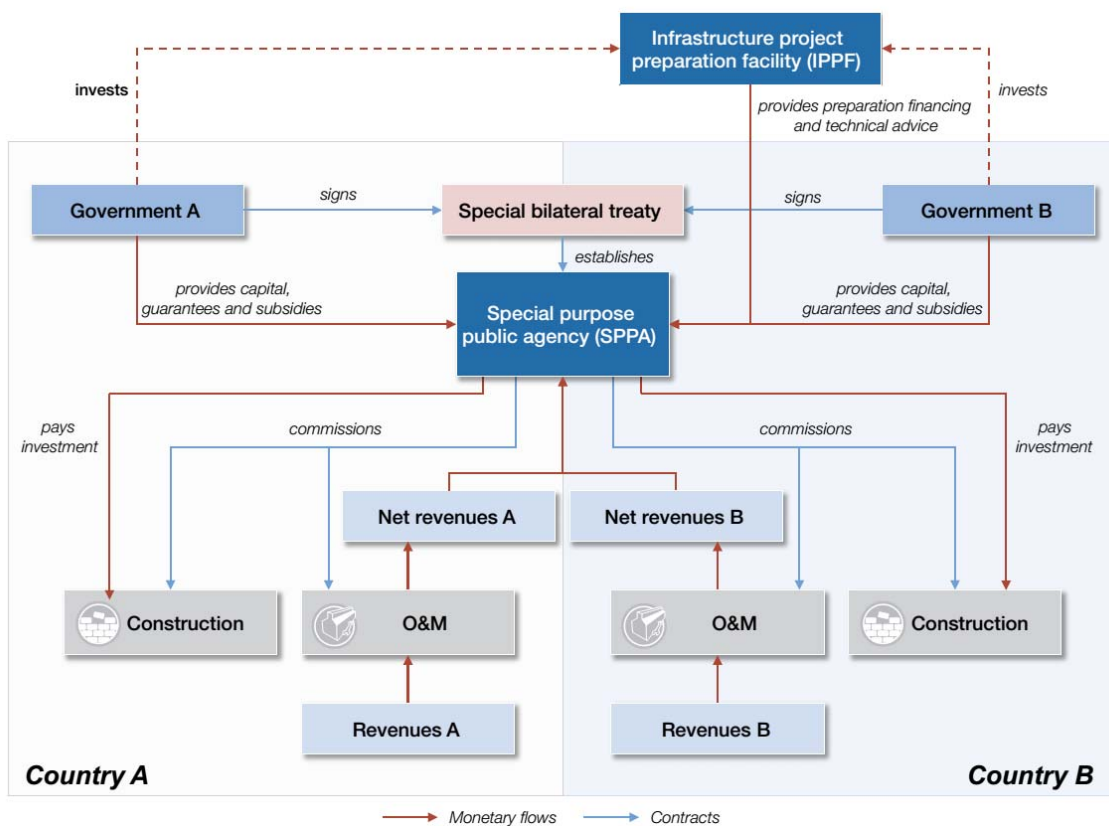 Infrastructure project
preparation facility (IPPF)
invests
invests
provides preparation financing
and technical advice
Government A
signs
Special bilateral treaty
signs
Government B
establishes
provides capital,
guarantees and subsidies
Special purpose
public agency (SPPA)
provides capital,
guarantees and subsidies
pays
investment
commissions
commissions
pays
investment
Net revenues A
Net revenues B
Construction
O&M
O&M
Construction
Revenues A
Revenues B
Country A
Country B
Monetary flows
Contracts